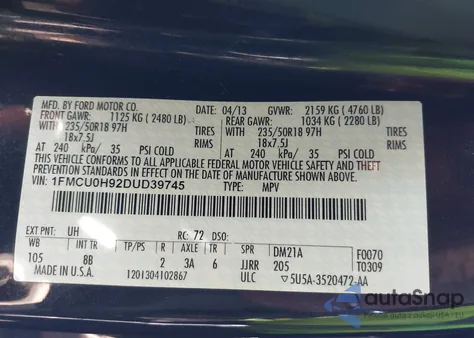 MFD. BY FORD MOTOR CO. 04/13 GVWR: 2159 KG ( 4760 LB)
FRONT GAWR: 1125 KG ( 2480 LB) REAR GAWR: 1034 KG ( 2280 LB)
WITH 235/50R18 97H TIRES WITH 235/50R18 97H TIRES
18x7.5J RIMS 18x7.5J RIMS
AT 240 kPa/ 35 PSI COLD AT 240 kPa/ 35 PSI COLD
THIS VEHICLE CONFORMS TO ALL APPLICABLE FEDERAL MOTOR VEHICLE SAFETY AND THEFT
PREVENTION STANDARDS IN EFFECT ON THE DATE OF MANUFACTURE SHOWN ABOVE.
VIN: 1FMCU0H92DUD39745 TYPE: MPV
EXT PNT: UH RC: 72 DSO:
WB INT TR TP/PS R AXLE TR SPR DM21A F0070
105 8B 2 3A 6 JJRR 205 T0309
MADE IN U.S.A. 1201304102867 ULC 5U5A-3520472-AA
autoSnap